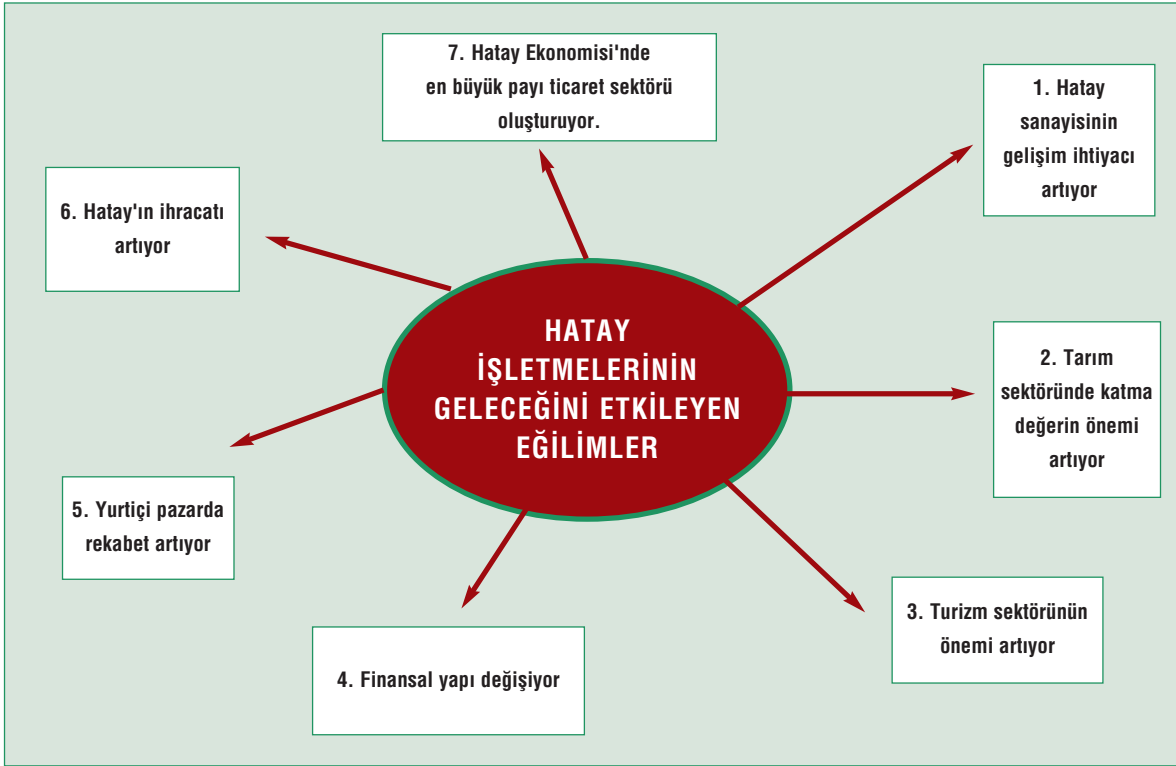 HATAY
İŞLETMELERİNİN
GELECEĞİNİ ETKİLEYEN
EĞİLİMLER
1. Hatay
sanayisinin
gelişim ihtiyacı
artıyor
2. Tarım
sektöründe katma
değerin önemi
artıyor
3. Turizm sektörünün
önemi artıyor
4. Finansal yapı değişiyor
5. Yurtiçi pazarda
rekabet artıyor
6. Hatay'ın ihracatı
artıyor
7. Hatay Ekonomisi'nde
en büyük payı ticaret sektörü
oluşturuyor.